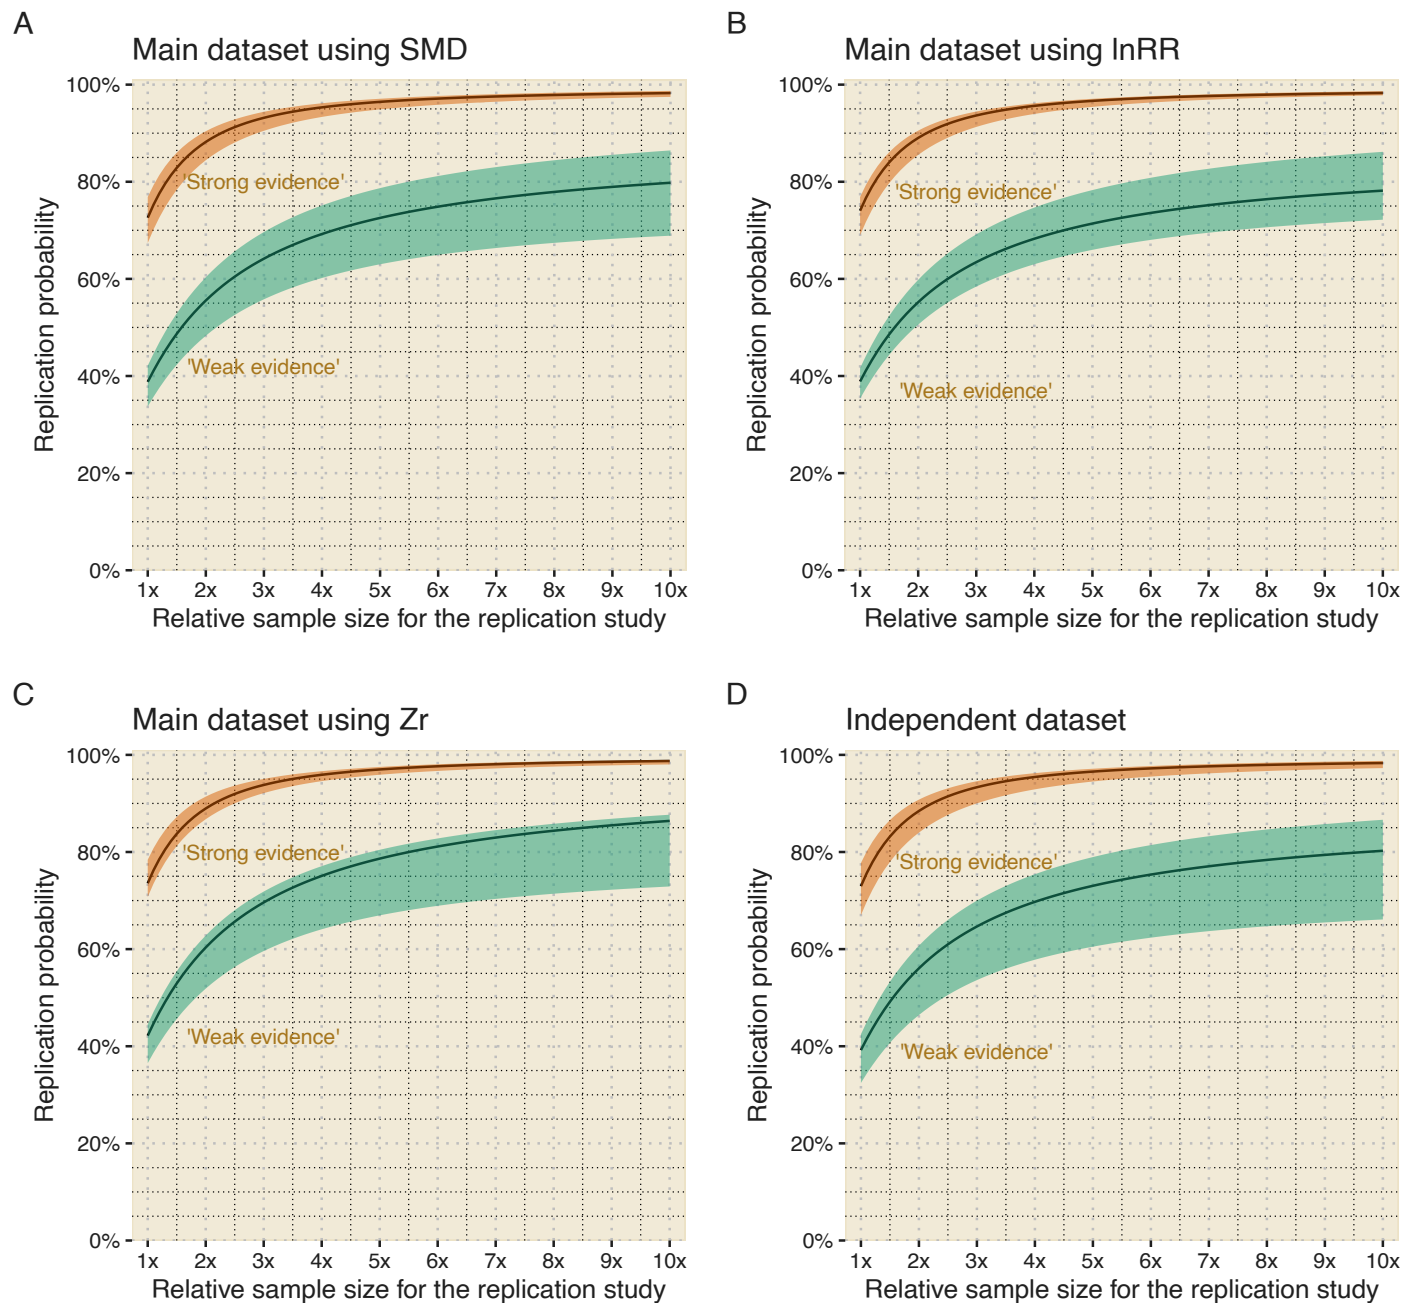 A
Main dataset using SMD
100%
80%
60%
40%
20%
0%
Replication probability
'Strong evidence'
'Weak evidence'
1x 2x 3x 4x 5x 6x 7x 8x 9x 10x
Relative sample size for the replication study
B
Main dataset using lnRR
100%
80%
60%
40%
20%
0%
Replication probability
'Strong evidence'
'Weak evidence'
1x 2x 3x 4x 5x 6x 7x 8x 9x 10x
Relative sample size for the replication study
C
Main dataset using Zr
100%
80%
60%
40%
20%
0%
Replication probability
'Strong evidence'
'Weak evidence'
1x 2x 3x 4x 5x 6x 7x 8x 9x 10x
Relative sample size for the replication study
D
Independent dataset
100%
80%
60%
40%
20%
0%
Replication probability
'Strong evidence'
'Weak evidence'
1x 2x 3x 4x 5x 6x 7x 8x 9x 10x
Relative sample size for the replication study